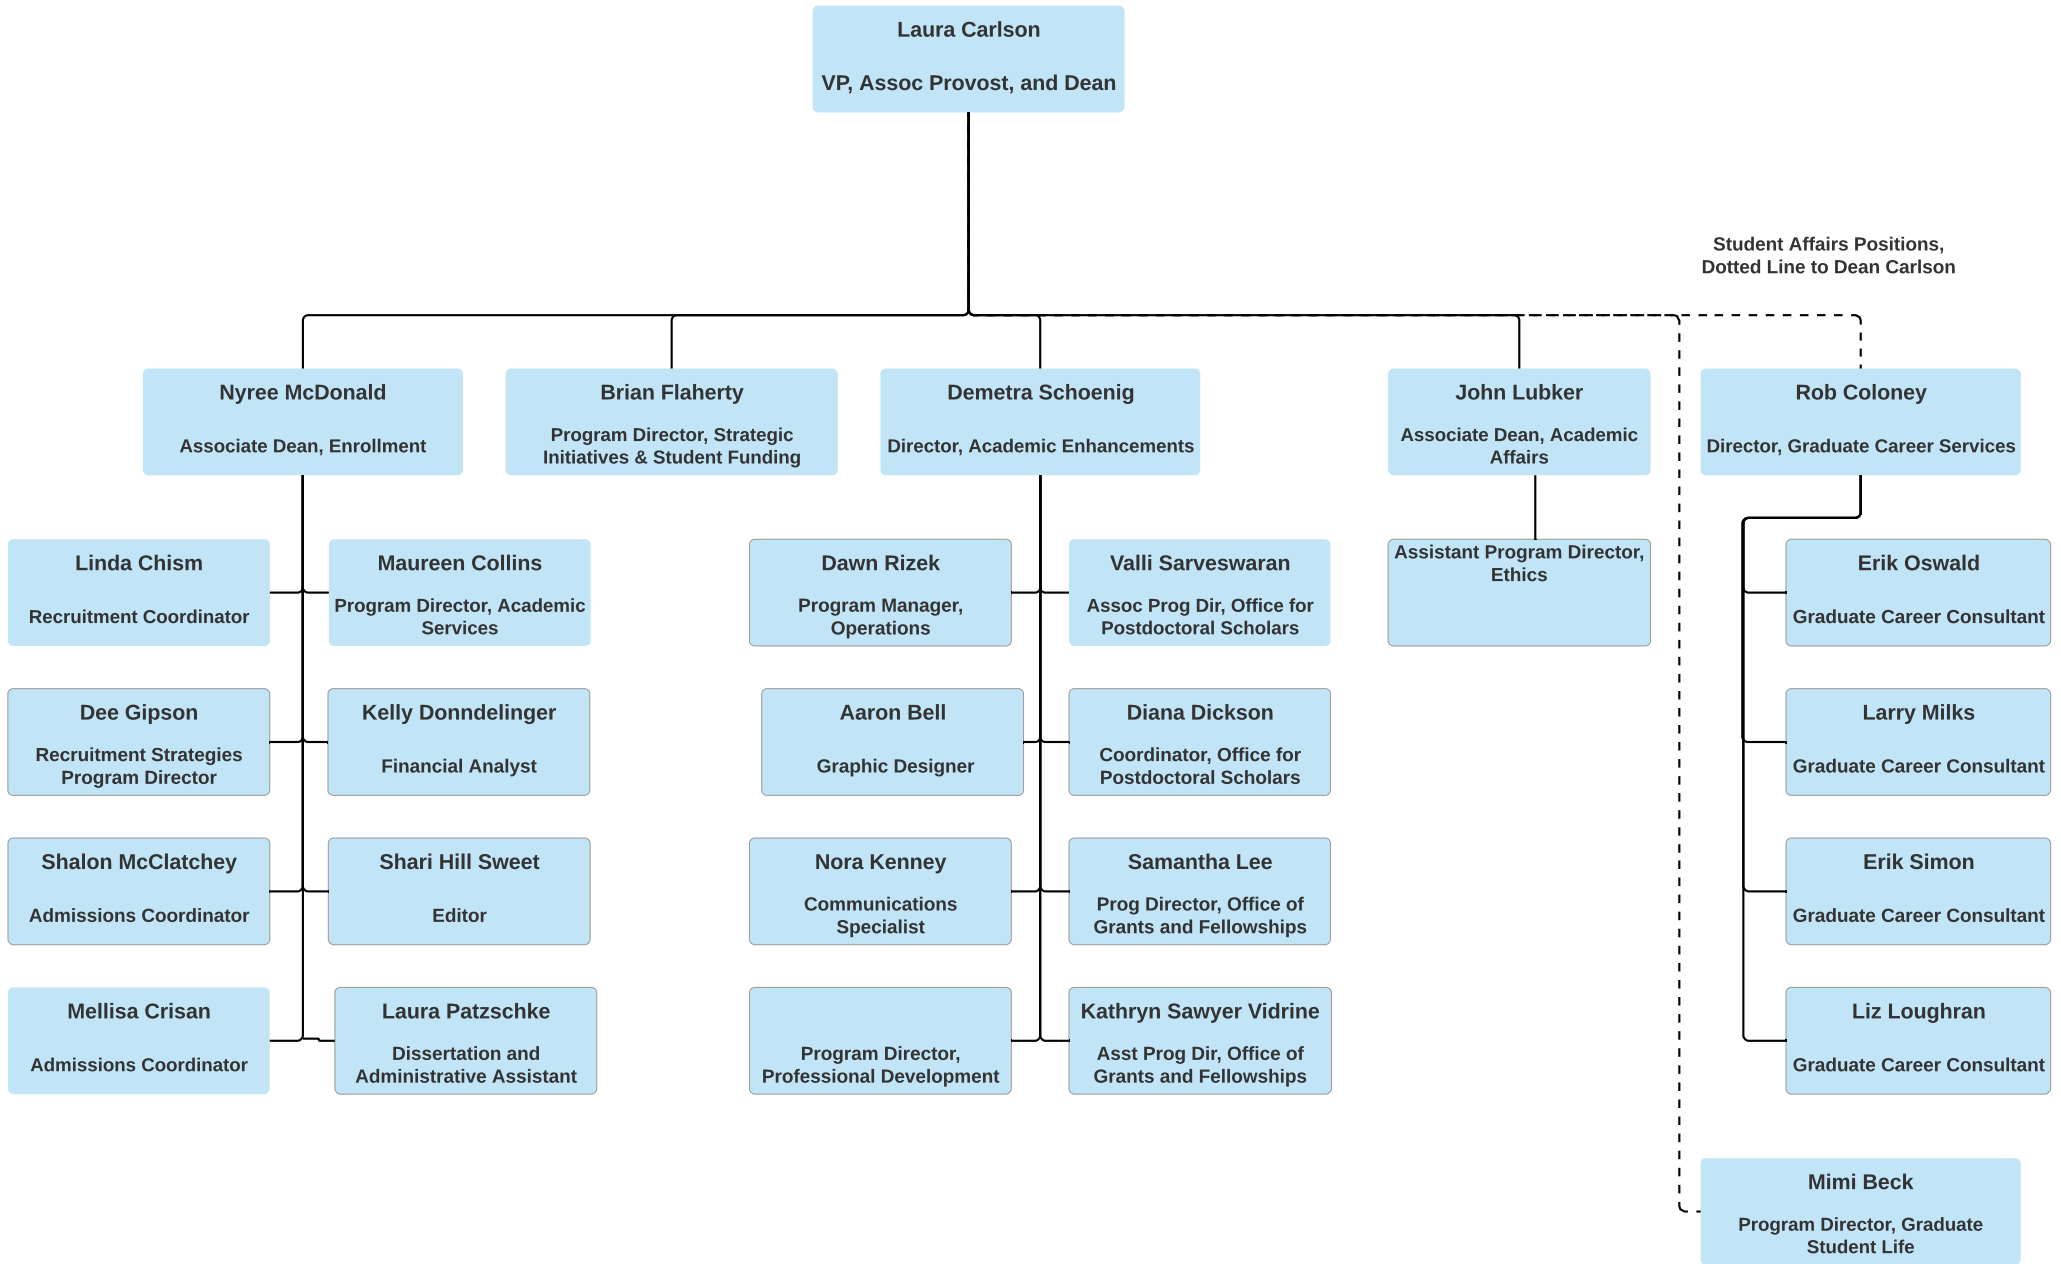 Laura Carlson
VP, Assoc Provost, and Dean
Student Affairs Positions,
Dotted Line to Dean Carlson
Nyree McDonald
Associate Dean, Enrollment
Brian Flaherty
Program Director, Strategic
Initiatives & Student Funding
Demetra Schoenig
Director, Academic Enhancements
John Lubker
Associate Dean, Academic
Affairs
Rob Coloney
Director, Graduate Career Services
Linda Chism
Recruitment Coordinator
Maureen Collins
Program Director, Academic
Services
Dawn Rizek
Program Manager,
Operations
Valli Sarveswaran
Assoc Prog Dir, Office for
Postdoctoral Scholars
Assistant Program Director,
Ethics
Erik Oswald
Graduate Career Consultant
Dee Gipson
Recruitment Strategies
Program Director
Kelly Donndelinger
Financial Analyst
Aaron Bell
Graphic Designer
Diana Dickson
Coordinator, Office for
Postdoctoral Scholars
Larry Milks
Graduate Career Consultant
Shalon McClatchey
Admissions Coordinator
Shari Hill Sweet
Editor
Nora Kenney
Communications
Specialist
Samantha Lee
Prog Director, Office of
Grants and Fellowships
Erik Simon
Graduate Career Consultant
Mellisa Crisan
Admissions Coordinator
Laura Patzschke
Dissertation and
Administrative Assistant
Program Director,
Professional Development
Kathryn Sawyer Vidrine
Asst Prog Dir, Office of
Grants and Fellowships
Liz Loughran
Graduate Career Consultant
Mimi Beck
Program Director, Graduate
Student Life